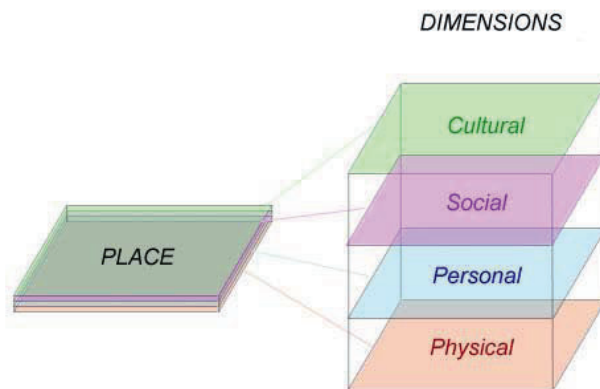 DIMENSIONS
Cultural
Social
PLACE
Personal
Physical